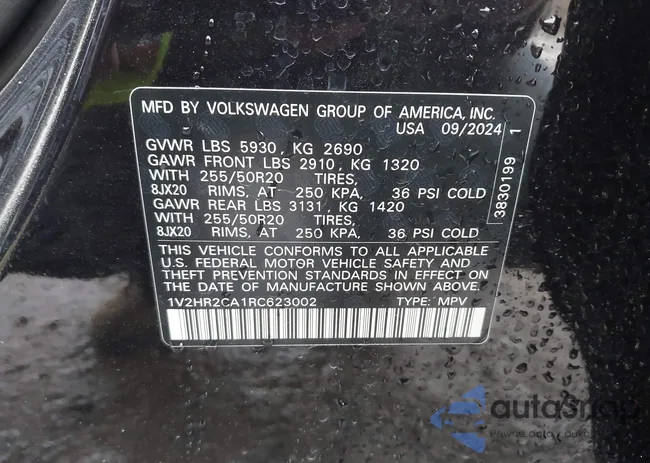 MFD BY VOLKSWAGEN GROUP OF AMERICA, INC.
USA 09/2024
GVWR LBS 5930, KG 2690
GAWR FRONT LBS 2910, KG 1320
WITH 255/50R20 TIRES,
8JX20 RIMS, AT 250 KPA, 36 PSI COLD
GAWR REAR LBS 3131, KG 1420
WITH 255/50R20 TIRES,
8JX20 RIMS, AT 250 KPA, 36 PSI COLD
THIS VEHICLE CONFORMS TO ALL APPLICABLE
U.S. FEDERAL MOTOR VEHICLE SAFETY AND
THEFT PREVENTION STANDARDS IN EFFECT ON
THE DATE OF MANUFACTURE SHOWN ABOVE.
1V2HR2CA1RC623002 TYPE: MPV
3830199 1
autosnap